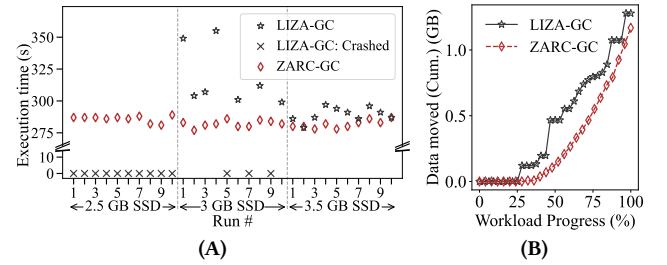 Execution time (s)
350
325
300
275
10
0
LIZA-GC
LIZA-GC: Crashed
ZARC-GC
1 3 5 7 9 1 3 5 7 9 1 3 5 7 9
2.5 GB SSD 3 GB SSD 3.5 GB SSD
Run #
(A)
Data moved (Cum.) (GB)
1.0
0.5
0.0
LIZA-GC
ZARC-GC
0 25 50 75 100
Workload Progress (%)
(B)